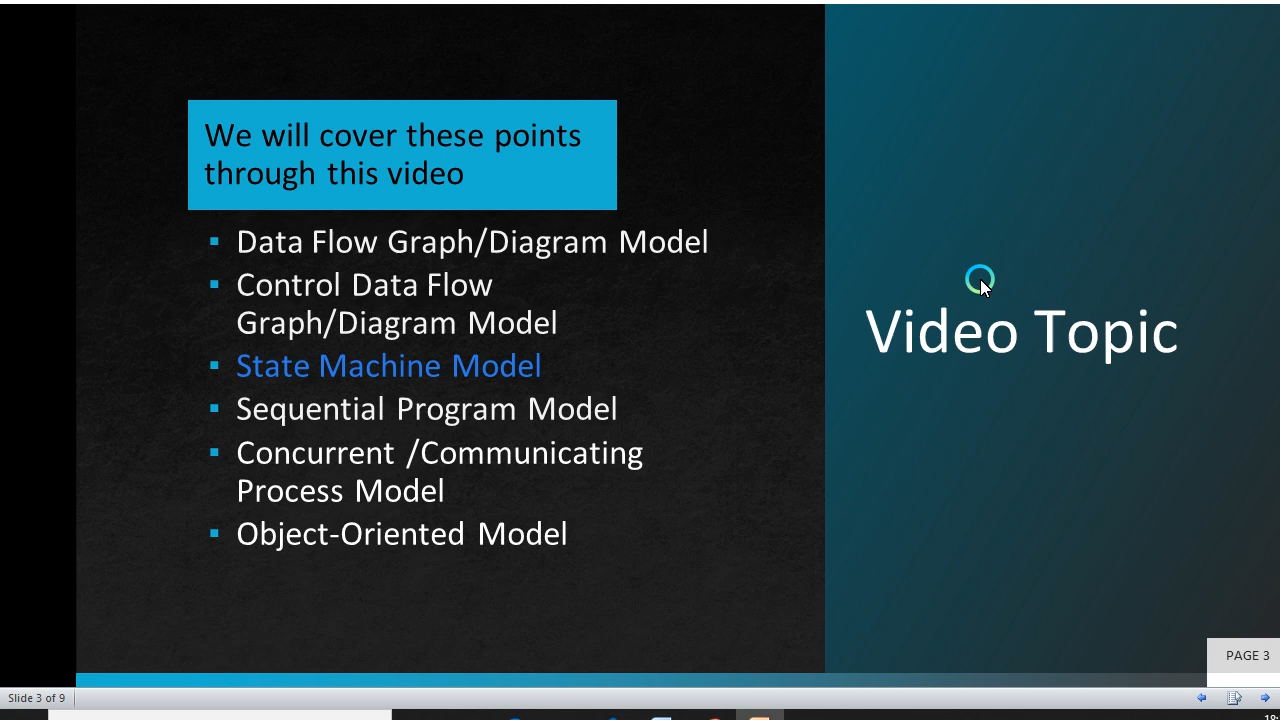 We will cover these points
through this video
Data Flow Graph/Diagram Model
Control Data Flow
Graph/Diagram Model
State Machine Model
Sequential Program Model
Concurrent /Communicating
Process Model
Object-Oriented Model
Video Topic
PAGE 3
Slide 3 of 9